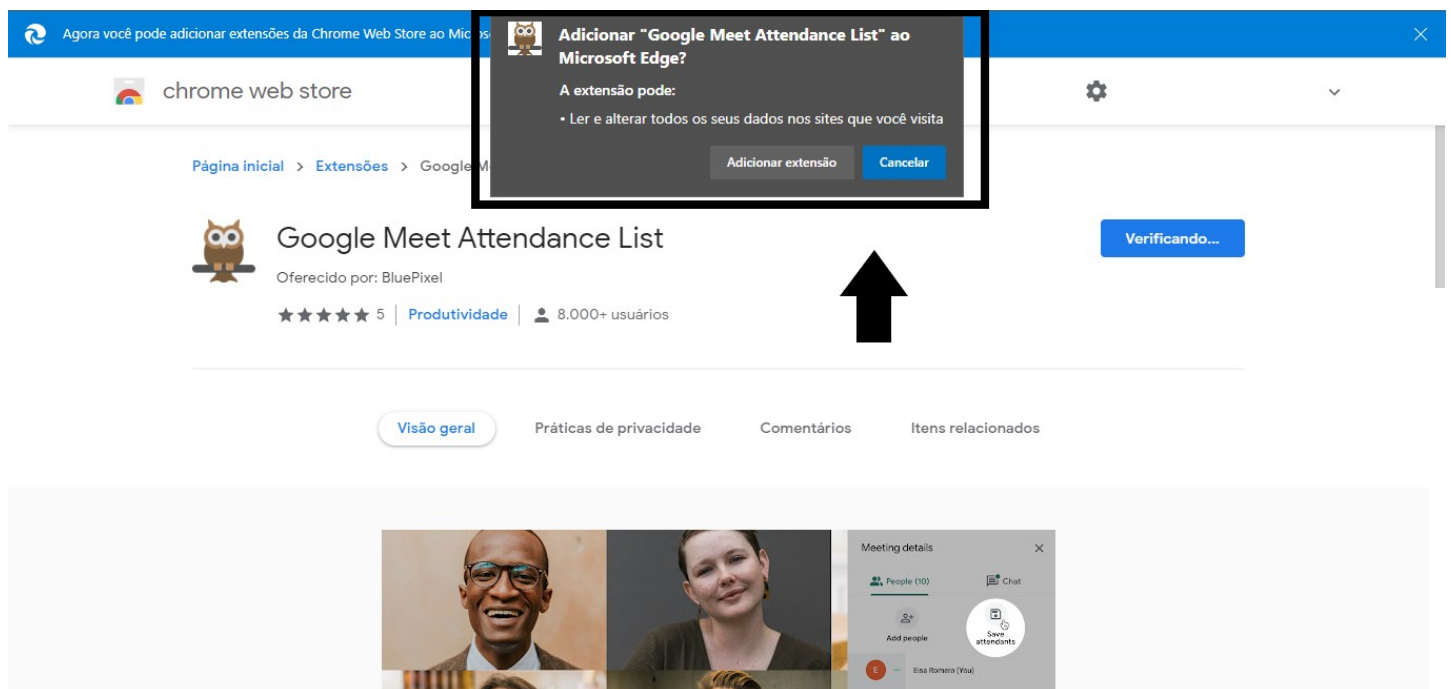 Agora você pode adicionar extensões da Chrome Web Store ao Mic
Adicionar "Google Meet Attendance List" ao
Microsoft Edge?
A extensão pode:
• Ler e alterar todos os seus dados nos sites que você visita
Adicionar extensão
Cancelar
chrome web store
Página inicial > Extensões > Google M
Google Meet Attendance List
Verificando...
Oferecido por: BluePixel
5 | Produtividade | 8.000+ usuários
Visão geral
Práticas de privacidade
Comentários
Itens relacionados
Meeting details
People (10)
Chat
Add people
Save
attendants
E
Elsa Romero (You)